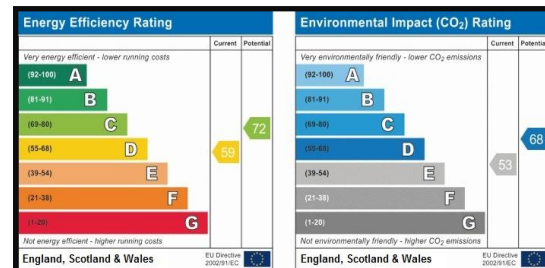 Energy Efficiency Rating
Current Potential
Very energy efficient - lower running costs
(92-100) A
(81-91) B
(69-80) C
72
(55-68) D
59
(39-54) E
(21-38) F
(1-20) G
Not energy efficient - higher running costs
England, Scotland & Wales
EU Directive
2002/91/EC
Environmental Impact (CO2) Rating
Current Potential
Very environmentally friendly - lower CO2 emissions
(92-100) A
(81-91) B
(69-80) C
(55-68) D
68
(39-54) E
53
(21-38) F
(1-20) G
Not environmentally friendly - higher CO2 emissions
England, Scotland & Wales
EU Directive
2002/91/EC